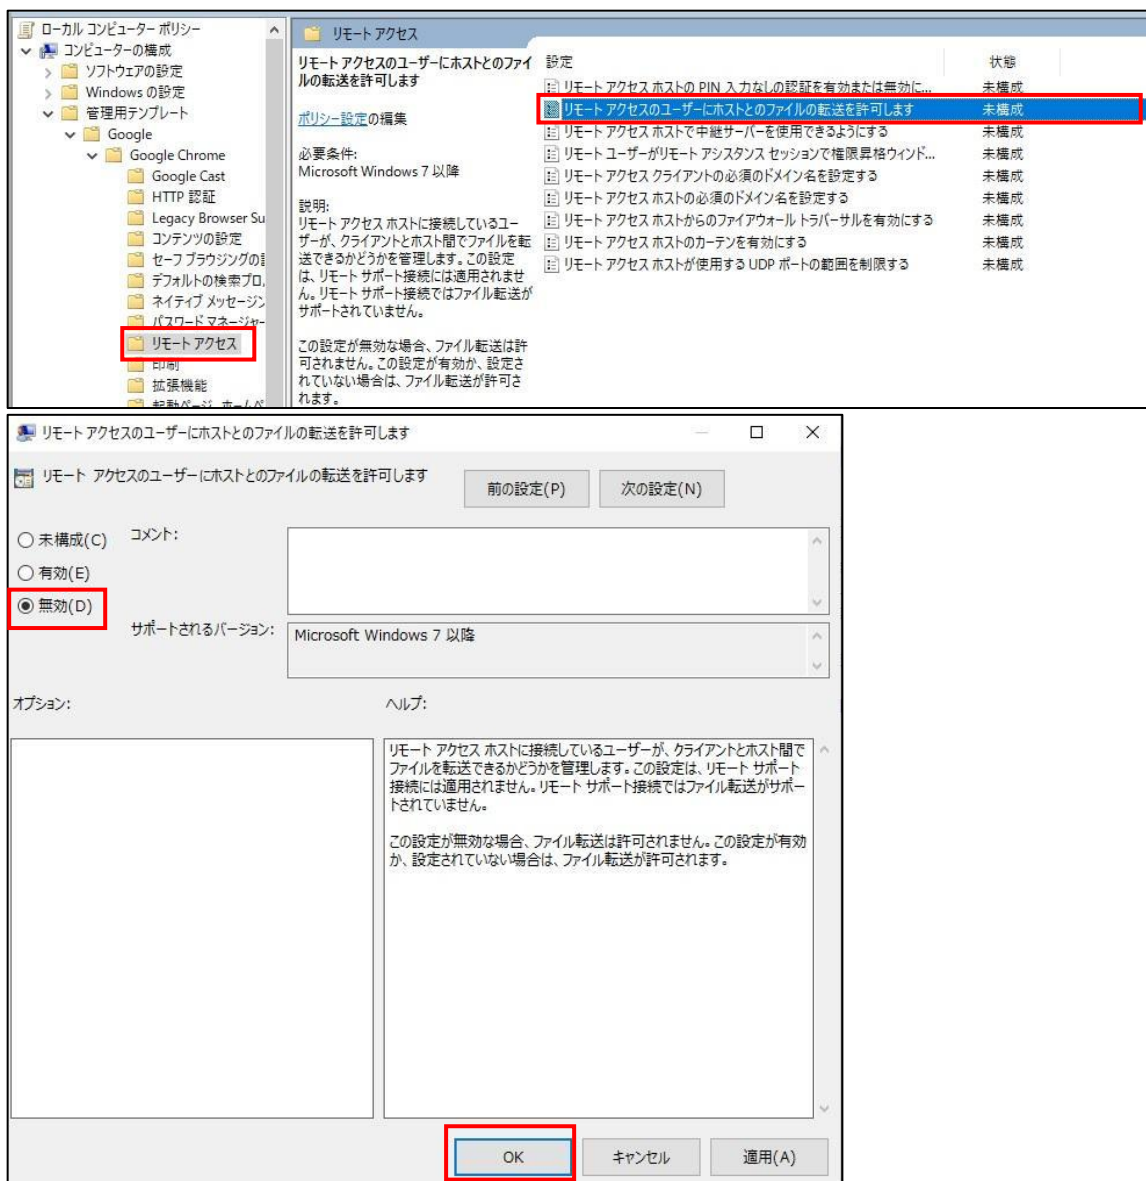 ローカル コンピューター ポリシー
コンピューターの構成
ソフトウェアの設定
Windows の設定
管理用テンプレート
Google
Google Chrome
Google Cast
HTTP 認証
Legacy Browser Su
コンテンツの設定
セーフ ブラウジングの
デフォルトの検索プロ
ネイティブ メッセージン
パスワード マネージャー
リモート アクセス
印刷
拡張機能
起動ページ、ホームペ
リモート アクセス
リモート アクセスのユーザーにホストとのファイ
ルの転送を許可します
ポリシー設定の編集
必要条件:
Microsoft Windows 7 以降
説明:
リモート アクセス ホストに接続しているユー
ザーが、クライアントとホスト間でファイルを転
送できるかどうかを管理します。この設定
は、リモート サポート接続には適用されませ
ん。リモート サポート接続ではファイル転送が
サポートされていません。
この設定が無効な場合、ファイル転送は許
可されません。この設定が有効か、設定さ
れていない場合は、ファイル転送が許可さ
れます。
設定 状態
リモート アクセス ホストの PIN 入力なしの認証を有効または無効に... 未構成
リモート アクセスのユーザーにホストとのファイルの転送を許可します 未構成
リモート アクセス ホストで中継サーバーを使用できるようにする 未構成
リモート ユーザーがリモート アシスタンス セッションで権限昇格ウィンド... 未構成
リモート アクセス クライアントの必須のドメイン名を設定する 未構成
リモート アクセス ホストの必須のドメイン名を設定する 未構成
リモート アクセス ホストからのファイアウォール トラバーサルを有効にする 未構成
リモート アクセス ホストのカーテンを有効にする 未構成
リモート アクセス ホストが使用する UDP ポートの範囲を制限する 未構成
リモート アクセスのユーザーにホストとのファイルの転送を許可します
リモート アクセスのユーザーにホストとのファイルの転送を許可します
前の設定(P) 次の設定(N)
未構成(C) コメント:
有効(E)
無効(D)
サポートされるバージョン: Microsoft Windows 7 以降
オプション: ヘルプ:
リモート アクセス ホストに接続しているユーザーが、クライアントとホスト間で
ファイルを転送できるかどうかを管理します。この設定は、リモート サポート
接続には適用されません。リモート サポート接続ではファイル転送がサポー
トされていません。
この設定が無効な場合、ファイル転送は許可されません。この設定が有効
か、設定されていない場合は、ファイル転送が許可されます。
OK キャンセル 適用(A)